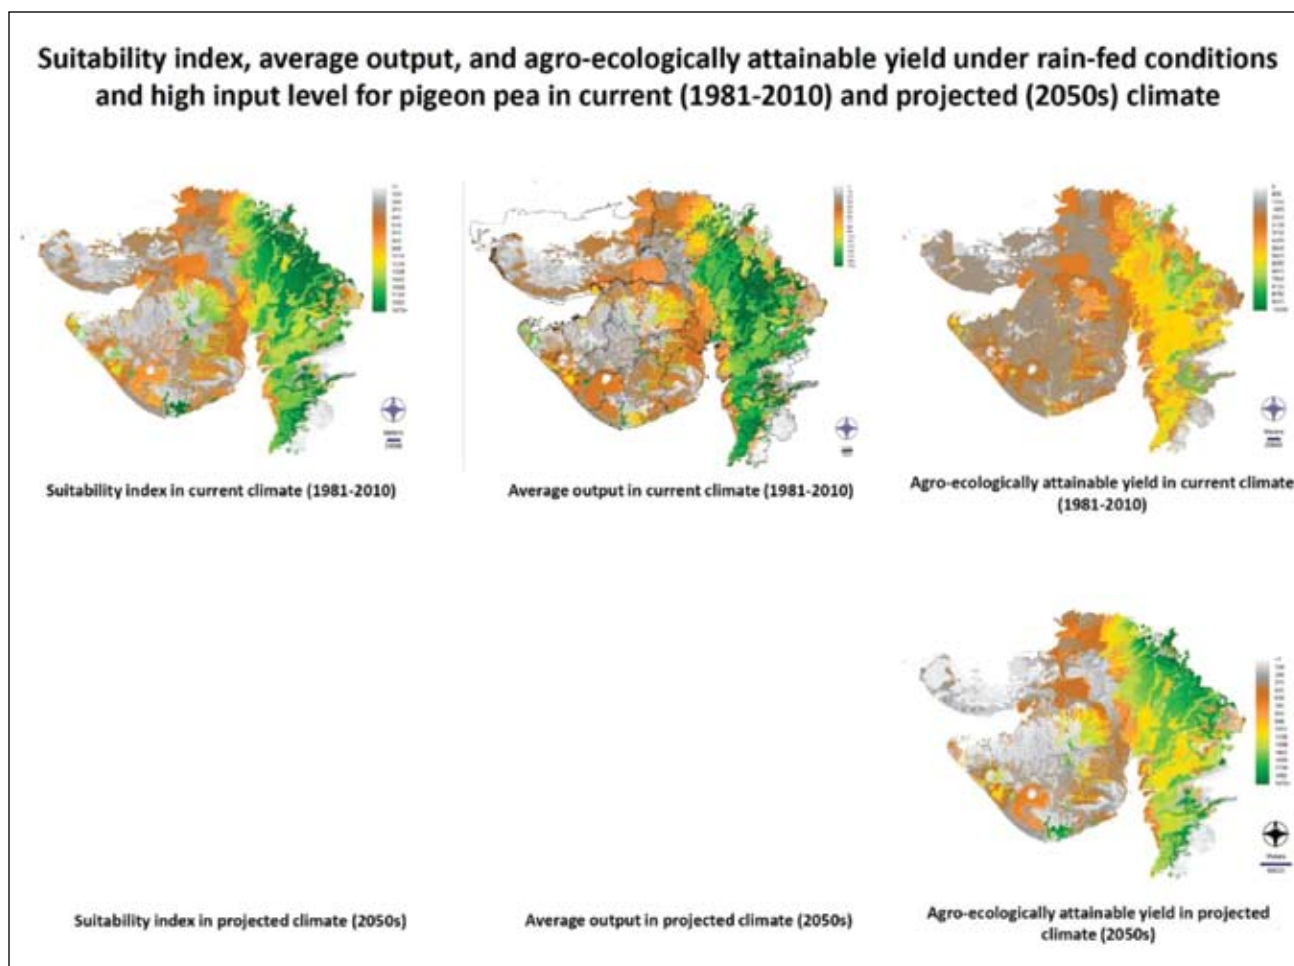 Suitability index, average output, and agro-ecologically attainable yield under rain-fed conditions
and high input level for pigeon pea in current (1981-2010) and projected (2050s) climate
Suitability index in current climate (1981-2010)
Average output in current climate (1981-2010)
Agro-ecologically attainable yield in current climate
(1981-2010)
Suitability index in projected climate (2050s)
Average output in projected climate (2050s)
Agro-ecologically attainable yield in projected
climate (2050s)